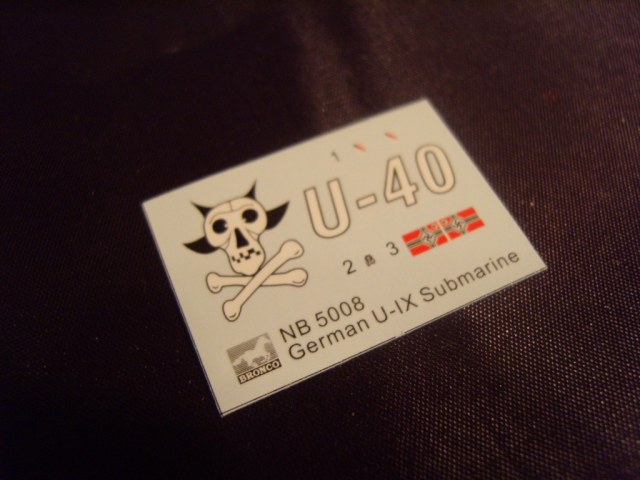 1
U-40
2 3
NB 5008
German U-IX Submarine
BRONCO